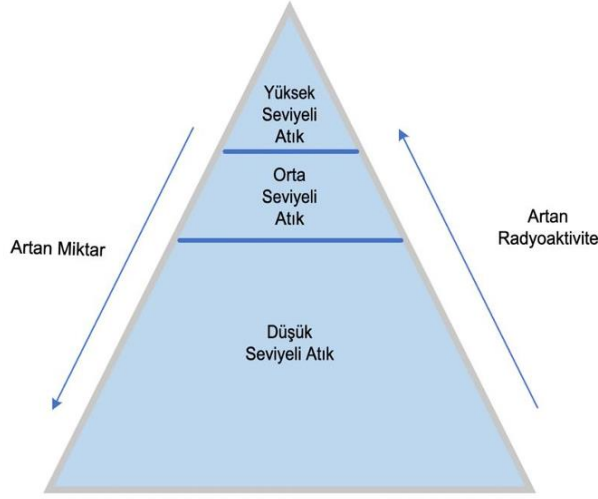 Yüksek
Seviyeli
Atık
Orta
Seviyeli
Atık
Artan Miktar
Artan
Radyoaktivite
Düşük
Seviyeli Atık